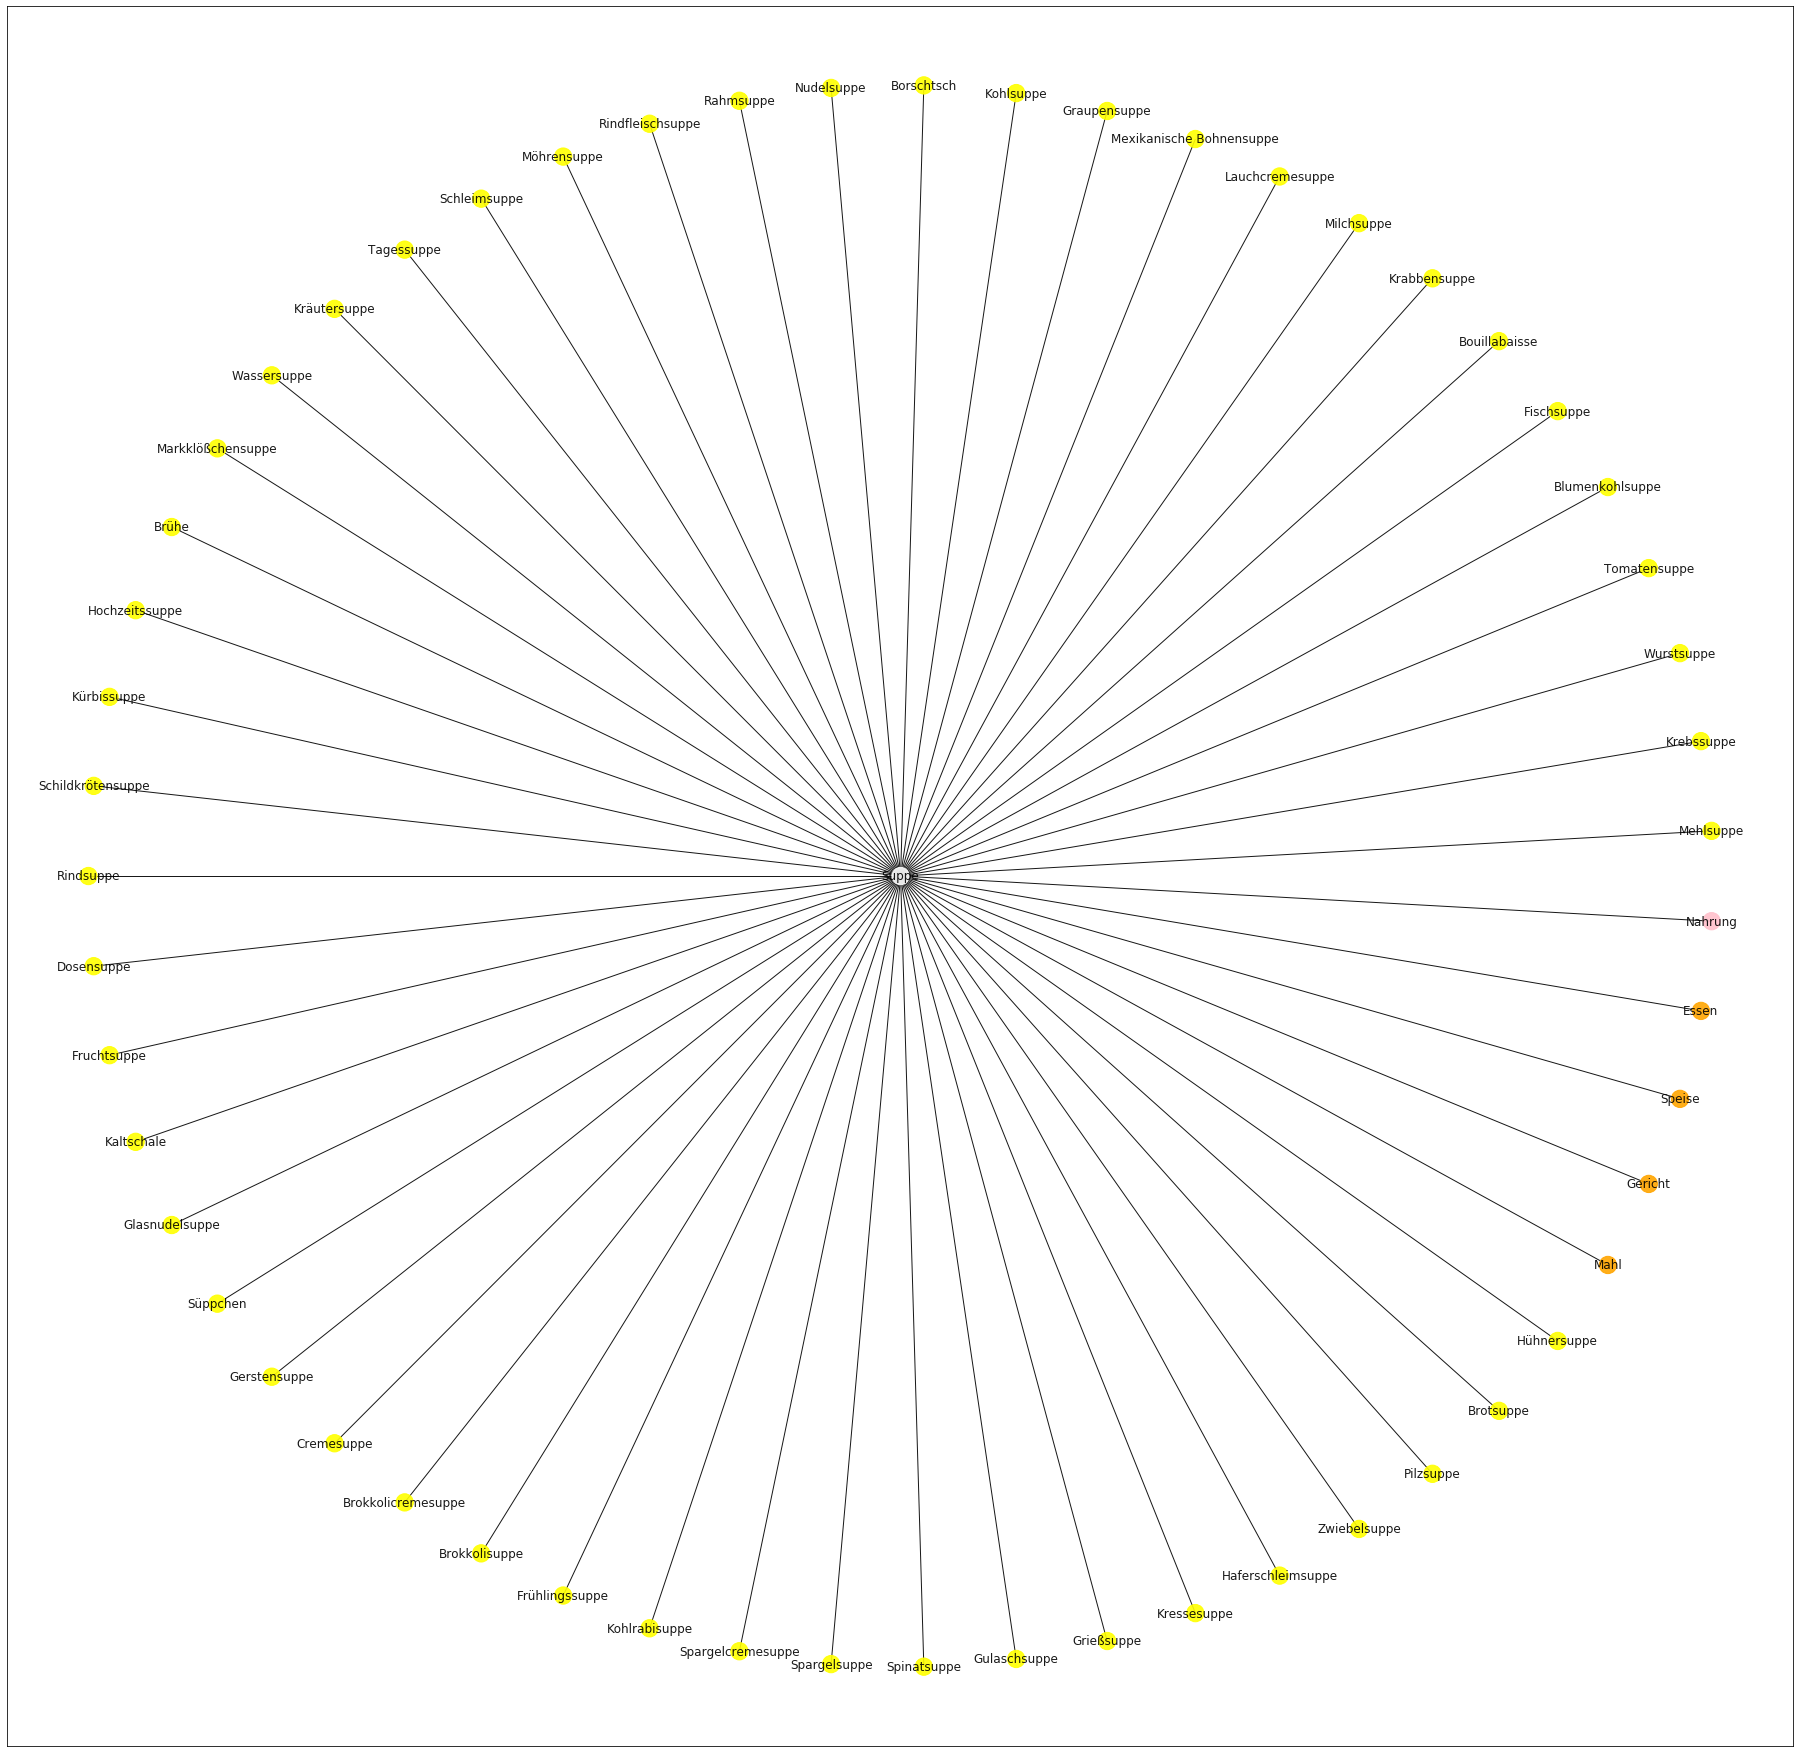 Borschtsch
Nudelsuppe
Kohlsuppe
Rahmsuppe
Graupensuppe
Rindfleischsuppe
Mexikanische Bohnensuppe
Möhrensuppe
Lauchcremesuppe
Schleimsuppe
Milchsuppe
Tagessuppe
Krabbensuppe
Kräutersuppe
Bouillabaisse
Wassersuppe
Fischsuppe
Markklößchensuppe
Blumenkohlsuppe
Brühe
Tomatensuppe
Hochzeitssuppe
Wurstsuppe
Kürbissuppe
Krebssuppe
Schildkrötensuppe
Mehlsuppe
Rindsuppe
Suppe
Nahrung
Dosensuppe
Essen
Fruchtsuppe
Speise
Kaltschale
Gericht
Glasnudelsuppe
Mahl
Süppchen
Hühnersuppe
Gerstensuppe
Brotsuppe
Cremesuppe
Pilzsuppe
Brokkolicremesuppe
Zwiebelsuppe
Brokkolisuppe
Haferschleimsuppe
Frühlingssuppe
Kressesuppe
Kohlrabisuppe
Grießsuppe
Spargelcremesuppe
Gulaschsuppe
Spargelsuppe
Spinatsuppe